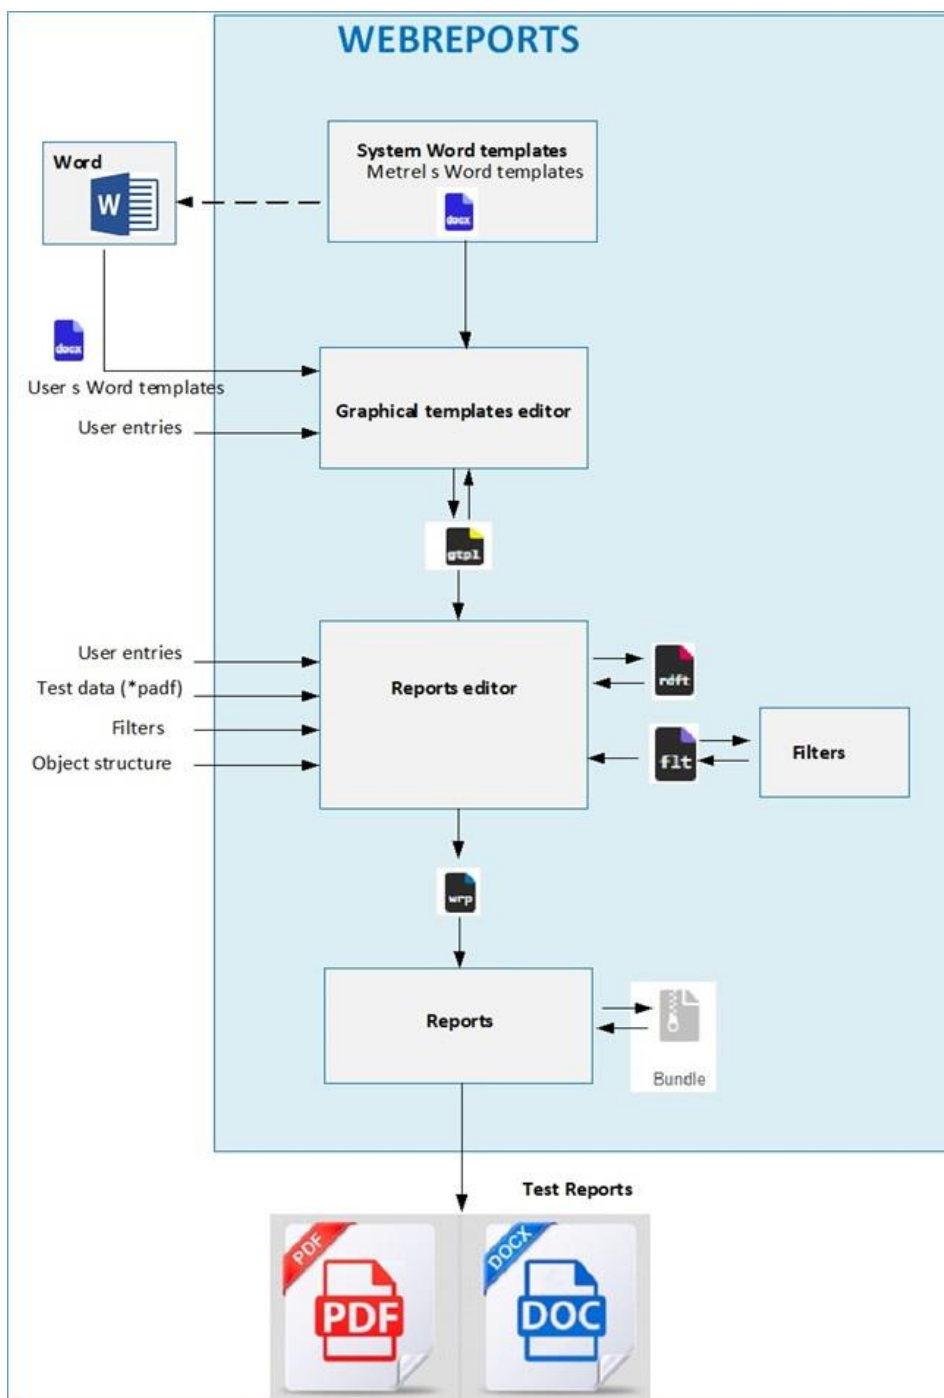 WEBREPORTS
System Word templates
Metrel s Word templates
docx
Word
W
docx
User s Word templates
User entries
Graphical templates editor
gtpl
User entries
Test data (*padf)
Filters
Object structure
Reports editor
rdft
flt
Filters
wrp
Reports
Bundle
Test Reports
PDF
PDF
DOCX
DOC